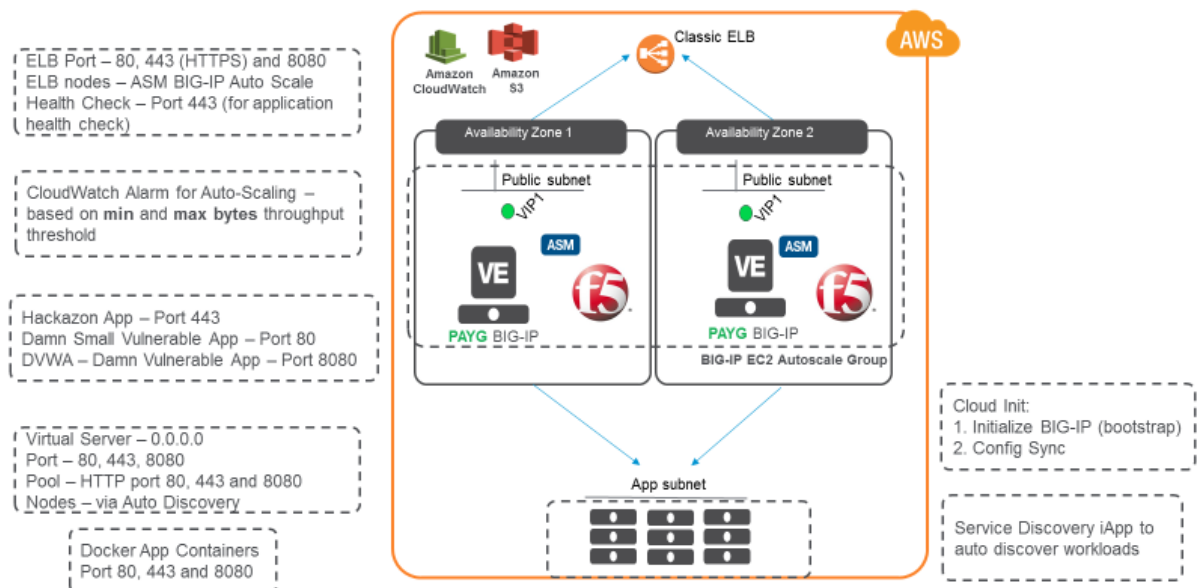 ELB Port – 80, 443 (HTTPS) and 8080
ELB nodes – ASM BIG-IP Auto Scale
Health Check – Port 443 (for application
health check)
CloudWatch Alarm for Auto-Scaling –
based on min and max bytes throughput
threshold
Hackazon App – Port 443
Damn Small Vulnerable App – Port 80
DVWA – Damn Vulnerable App – Port 8080
Virtual Server – 0.0.0.0
Port – 80, 443, 8080
Pool – HTTP port 80, 443 and 8080
Nodes – via Auto Discovery
Docker App Containers
Port 80, 443 and 8080
Amazon
CloudWatch
Amazon
S3
Classic ELB
AWS
Availability Zone 1
Public subnet
VIP1
ASM
VE
f5
PAYG BIG-IP
Availability Zone 2
Public subnet
VIP1
ASM
VE
f5
PAYG BIG-IP
BIG-IP EC2 Autoscale Group
App subnet
Cloud Init:
1. Initialize BIG-IP (bootstrap)
2. Config Sync
Service Discovery iApp to
auto discover workloads